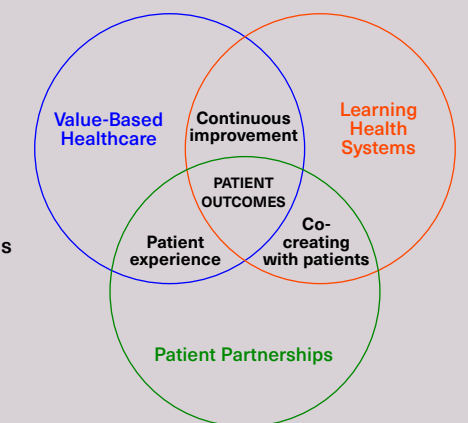 Value-Based
Healthcare
Continuous
improvement
Learning
Health
Systems
PATIENT
OUTCOMES
Patient
experience
Co-
creating
with patients
s
Patient Partnerships